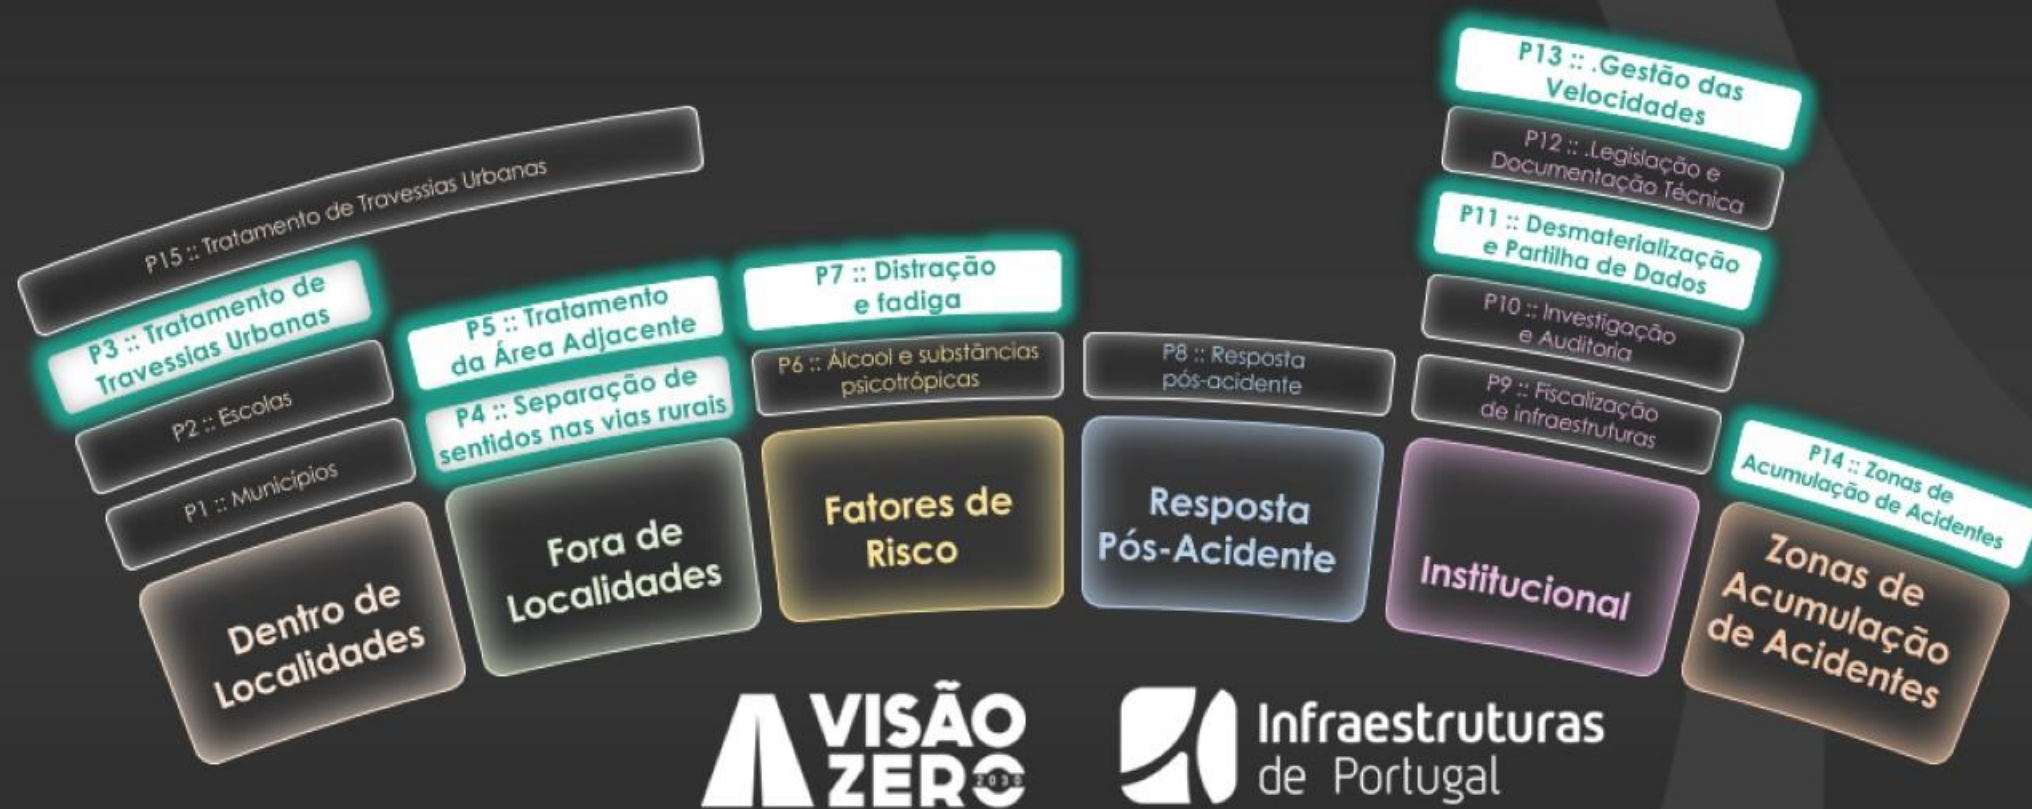 P15 :: Tratamento de Travessias Urbanas
P3 :: Tratamento de
Travessias Urbanas
P2 :: Escolas
P1 :: Municípios
Dentro de
Localidades
P5 :: Tratamento
da Área Adjacente
P4 :: Separação de
sentidos nas vias rurais
Fora de
Localidades
P7 :: Distração
e fadiga
P6 :: Álcool e substâncias
psicotrópicas
Fatores de
Risco
P8 :: Resposta
pós-acidente
Resposta
Pós-Acidente
P13 :: .Gestão das
Velocidades
P12 :: .Legislação e
Documentação Técnica
P11 :: Desmaterialização
e Partilha de Dados
P10 :: Investigação
e Auditoria
P9 :: Fiscalização
de infraestruturas
Institucional
P14 :: Zonas de
Acumulação de Acidentes
Zonas de
Acumulação
de Acidentes
VISÃO
ZERO
2030
Infraestruturas
de Portugal